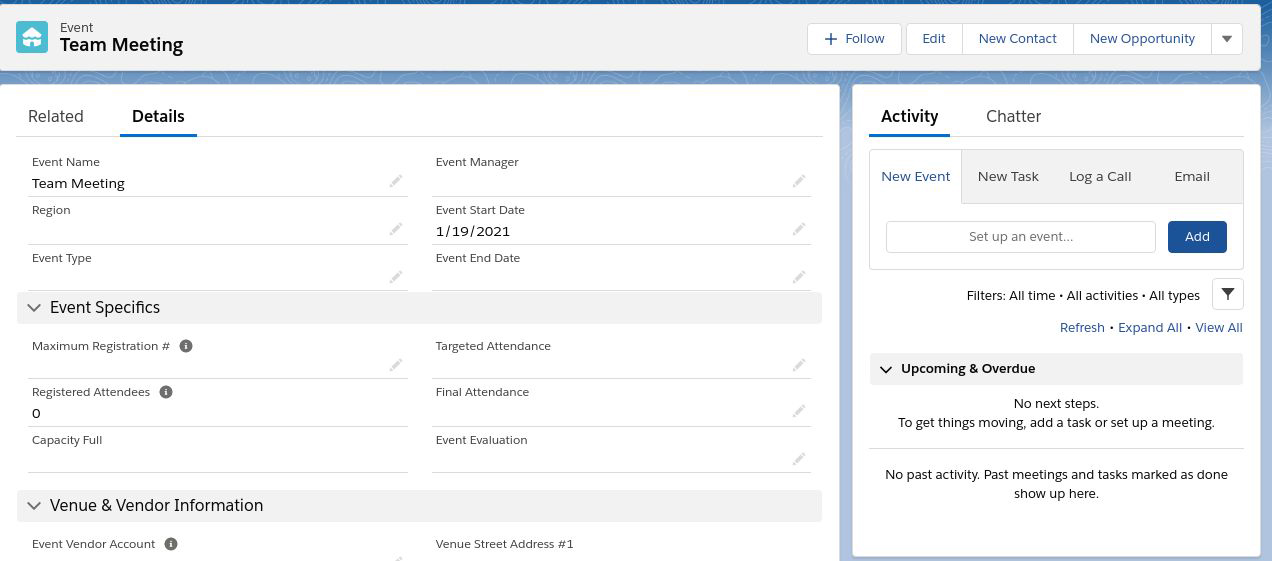 Event
Team Meeting
Follow
Edit
New Contact
New Opportunity
Related
Details
Event Name
Team Meeting
Event Manager
Region
Event Start Date
1/19/2021
Event Type
Event End Date
Event Specifics
Maximum Registration #
Targeted Attendance
Registered Attendees
0
Final Attendance
Capacity Full
Event Evaluation
Venue & Vendor Information
Event Vendor Account
Venue Street Address #1
Activity
Chatter
New Event
New Task
Log a Call
Email
Set up an event...
Add
Filters: All time • All activities • All types
Refresh • Expand All • View All
Upcoming & Overdue
No next steps.
To get things moving, add a task or set up a meeting.
No past activity. Past meetings and tasks marked as done
show up here.